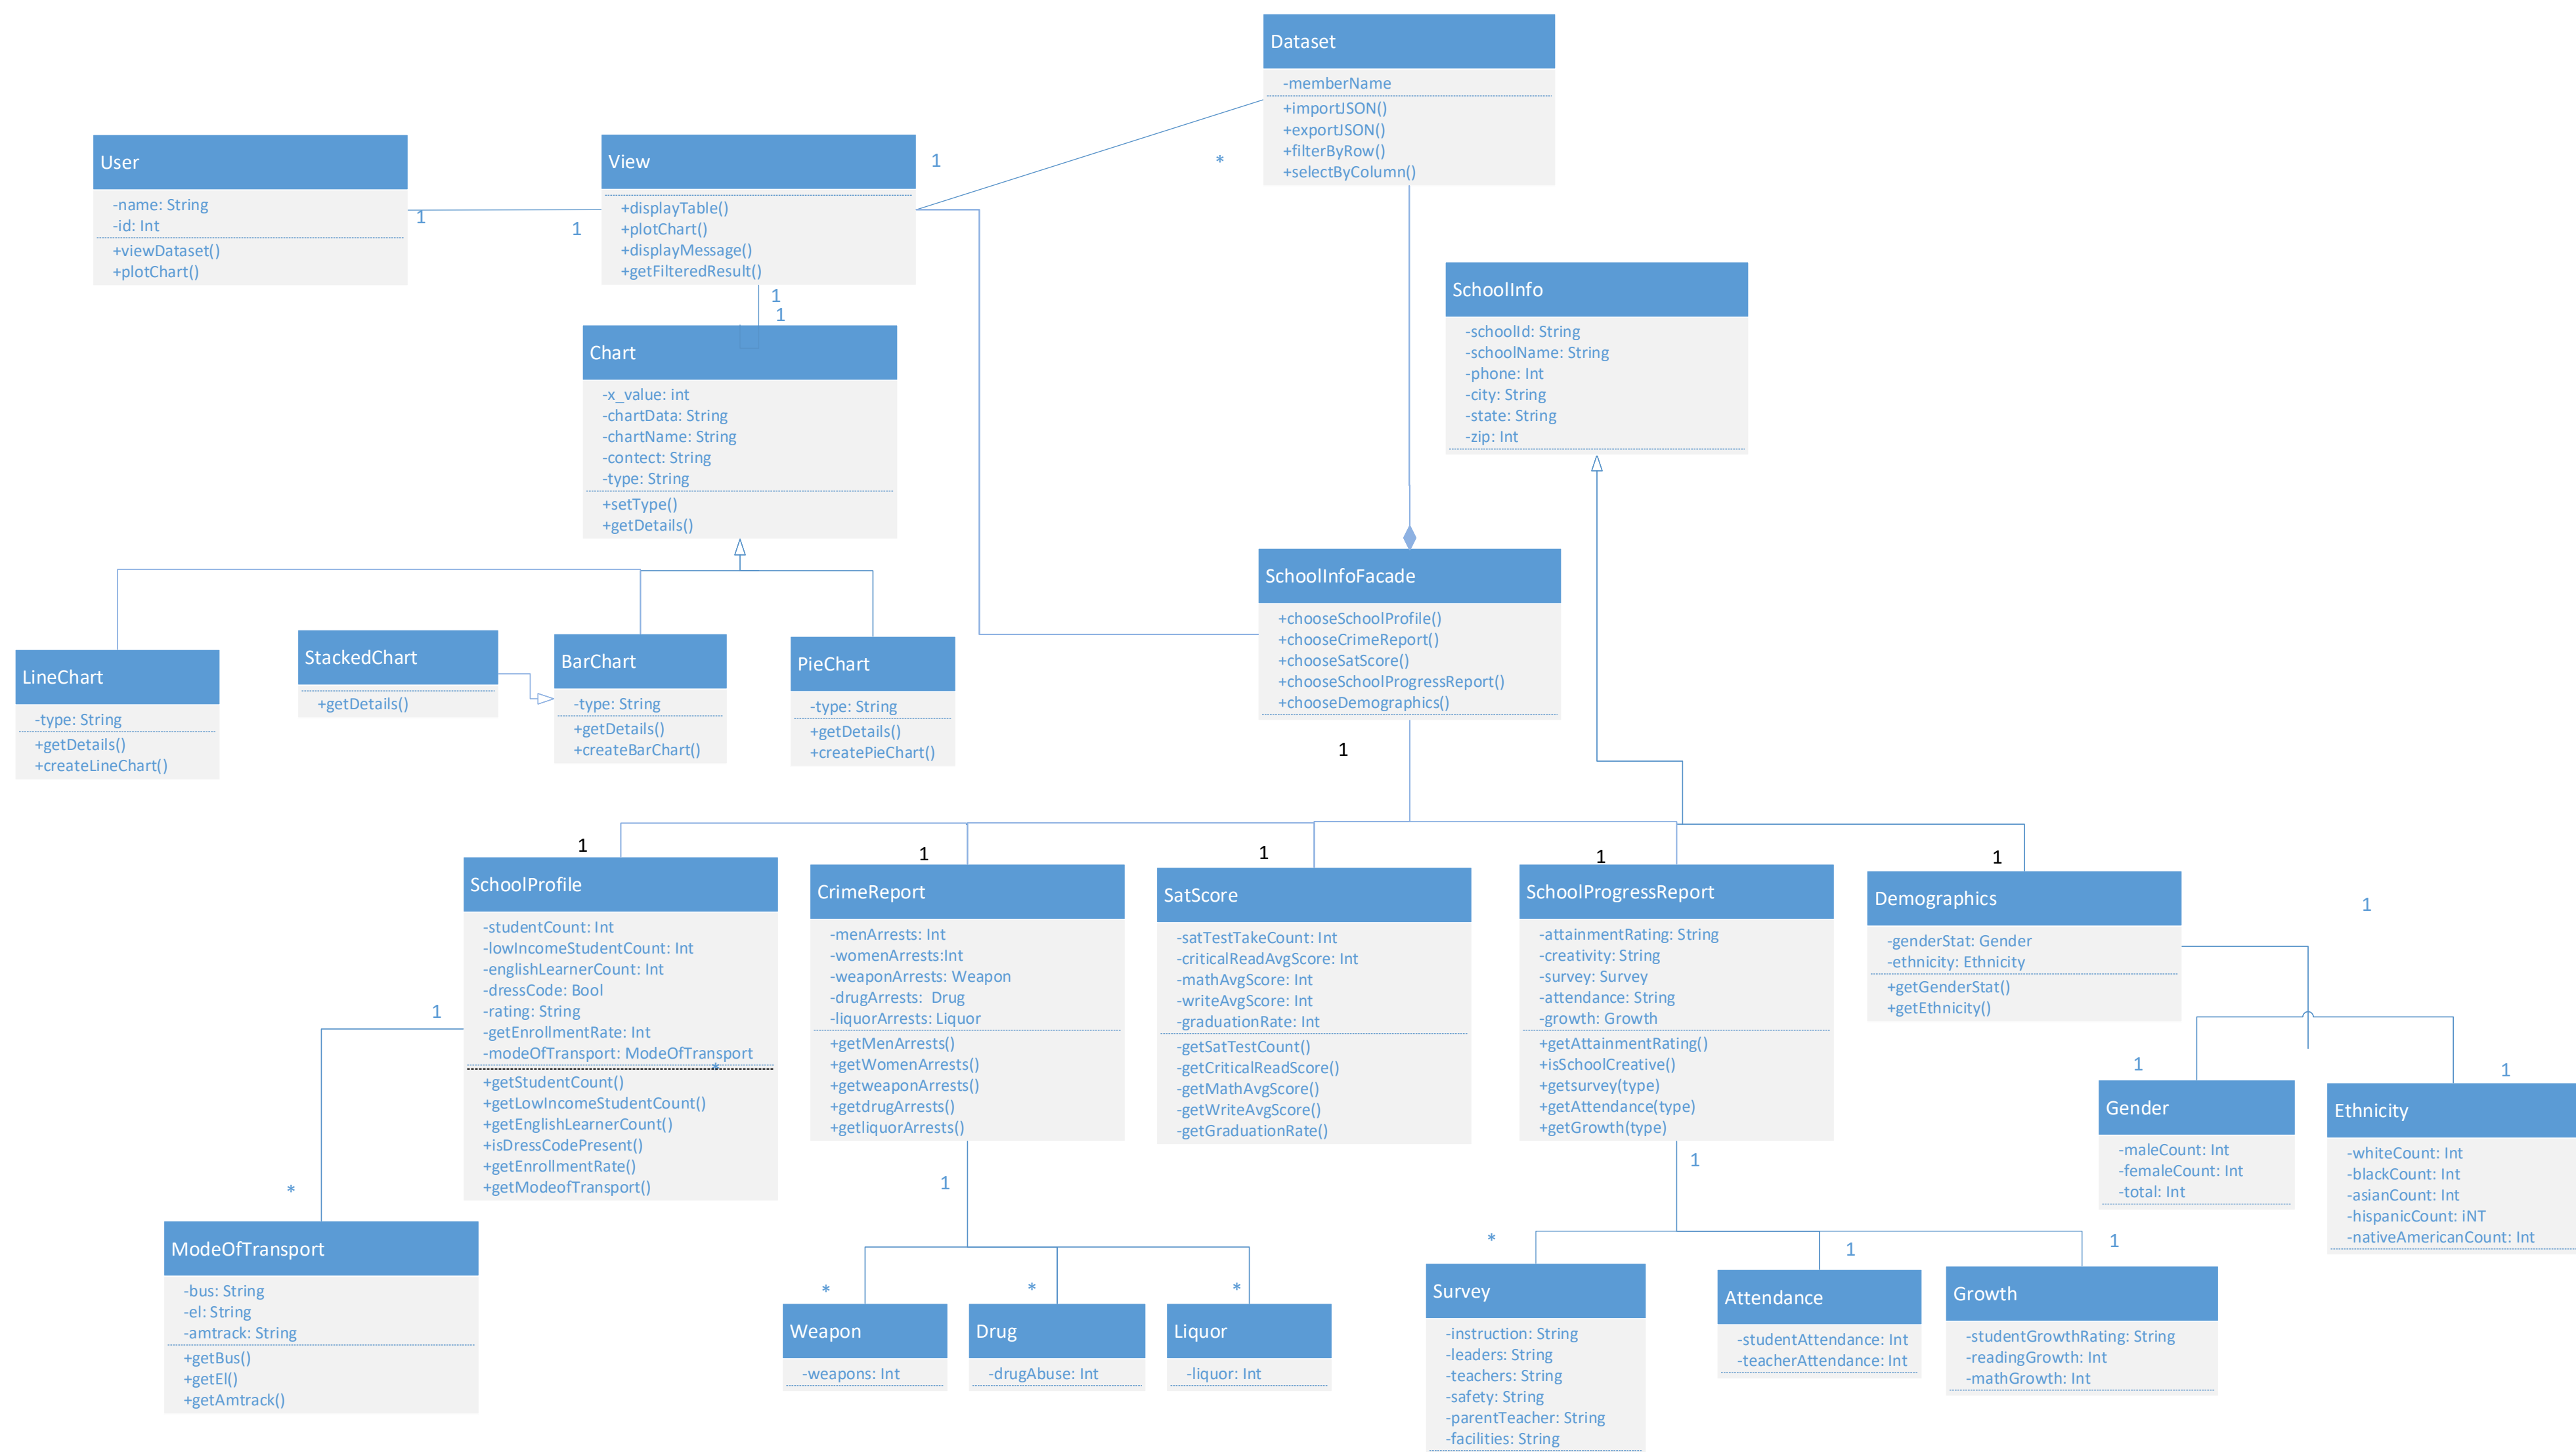 Dataset
-memberName
+importJSON()
+exportJSON()
+filterByRow()
+selectByColumn()
User
-name: String
-id: Int
+viewDataset()
+plotChart()
1
1
View
+displayTable()
+plotChart()
+displayMessage()
+getFilteredResult()
1
*
1
1
Chart
-x_value: int
-chartData: String
-chartName: String
-contect: String
-type: String
+setType()
+getDetails()
SchoolInfo
-schoolId: String
-schoolName: String
-phone: Int
-city: String
-state: String
-zip: Int
LineChart
-type: String
+getDetails()
+createLineChart()
StackedChart
+getDetails()
BarChart
-type: String
+getDetails()
+createBarChart()
PieChart
-type: String
+getDetails()
+createPieChart()
SchoolInfoFacade
+chooseSchoolProfile()
+chooseCrimeReport()
+chooseSatScore()
+chooseSchoolProgressReport()
+chooseDemographics()
1
1
1
1
1
1
SchoolProfile
-studentCount: Int
-lowIncomeStudentCount: Int
-englishLearnerCount: Int
-dressCode: Bool
-rating: String
-getEnrollmentRate: Int
-modeOfTransport: ModeOfTransport
*
+getStudentCount()
+getLowIncomeStudentCount()
+getEnglishLearnerCount()
+isDressCodePresent()
+getEnrollmentRate()
+getModeofTransport()
CrimeReport
-menArrests: Int
-womenArrests:Int
-weaponArrests: Weapon
-drugArrests:  Drug
-liquorArrests: Liquor
+getMenArrests()
+getWomenArrests()
+getweaponArrests()
+getdrugArrests()
+getliquorArrests()
SatScore
-satTestTakeCount: Int
-criticalReadAvgScore: Int
-mathAvgScore: Int
-writeAvgScore: Int
-graduationRate: Int
-getSatTestCount()
-getCriticalReadScore()
-getMathAvgScore()
-getWriteAvgScore()
-getGraduationRate()
SchoolProgressReport
-attainmentRating: String
-creativity: String
-survey: Survey
-attendance: String
-growth: Growth
+getAttainmentRating()
+isSchoolCreative()
+getsurvey(type)
+getAttendance(type)
+getGrowth(type)
Demographics
-genderStat: Gender
-ethnicity: Ethnicity
+getGenderStat()
+getEthnicity()
1
1
1
Gender
-maleCount: Int
-femaleCount: Int
-total: Int
Ethnicity
-whiteCount: Int
-blackCount: Int
-asianCount: Int
-hispanicCount: iNT
-nativeAmericanCount: Int
1
*
ModeOfTransport
-bus: String
-el: String
-amtrack: String
+getBus()
+getEl()
+getAmtrack()
1
*
*
*
Weapon
-weapons: Int
Drug
-drugAbuse: Int
Liquor
-liquor: Int
1
*
1
1
Survey
-instruction: String
-leaders: String
-teachers: String
-safety: String
-parentTeacher: String
-facilities: String
Attendance
-studentAttendance: Int
-teacherAttendance: Int
Growth
-studentGrowthRating: String
-readingGrowth: Int
-mathGrowth: Int